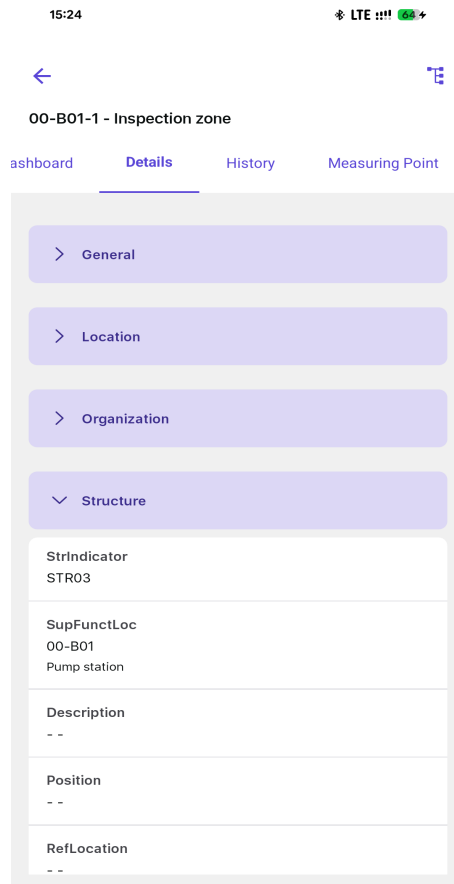 15:24
LTE 64
00-B01-1 - Inspection zone
ashboard Details History Measuring Point
General
Location
Organization
Structure
StrIndicator
STR03
SupFunctLoc
00-B01
Pump station
Description
- -
Position
- -
RefLocation
- -